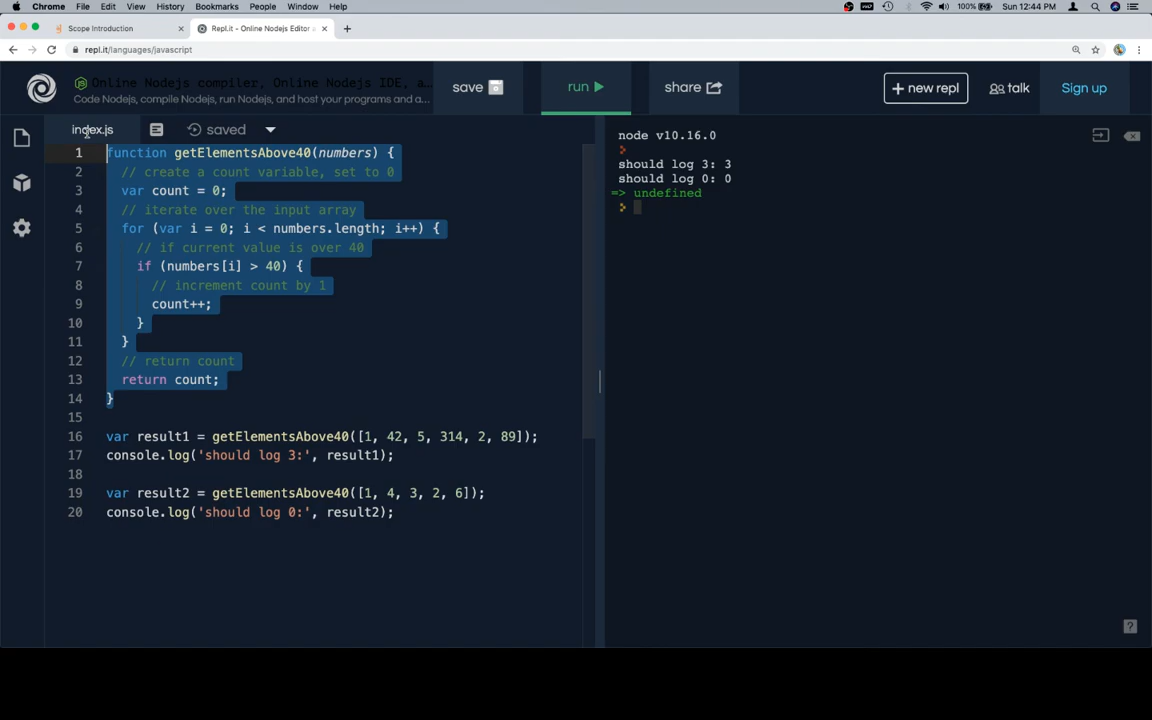 Chrome File Edit View History Bookmarks People Window Help 100% Sun 12:44 PM
Scope Introduction
Repl.it - Online Nodejs Editor
repl.it/languages/javascript
Online Nodejs compiler, Online Nodejs IDE, a...
Code Nodejs, compile Nodejs, run Nodejs, and host your programs and a...
save
run
share
+ new repl
talk
Sign up
index.js
saved
1 function getElementsAbove40(numbers) {
2 // create a count variable, set to 0
3 var count = 0;
4 // iterate over the input array
5 for (var i = 0; i < numbers.length; i++) {
6 // if current value is over 40
7 if (numbers[i] > 40) {
8 // increment count by 1
9 count++;
10 }
11 }
12 // return count
13 return count;
14 }
15
16 var result1 = getElementsAbove40([1, 42, 5, 314, 2, 89]);
17 console.log('should log 3:', result1);
18
19 var result2 = getElementsAbove40([1, 4, 3, 2, 6]);
20 console.log('should log 0:', result2);
node v10.16.0
should log 3: 3
should log 0: 0
=> undefined
?